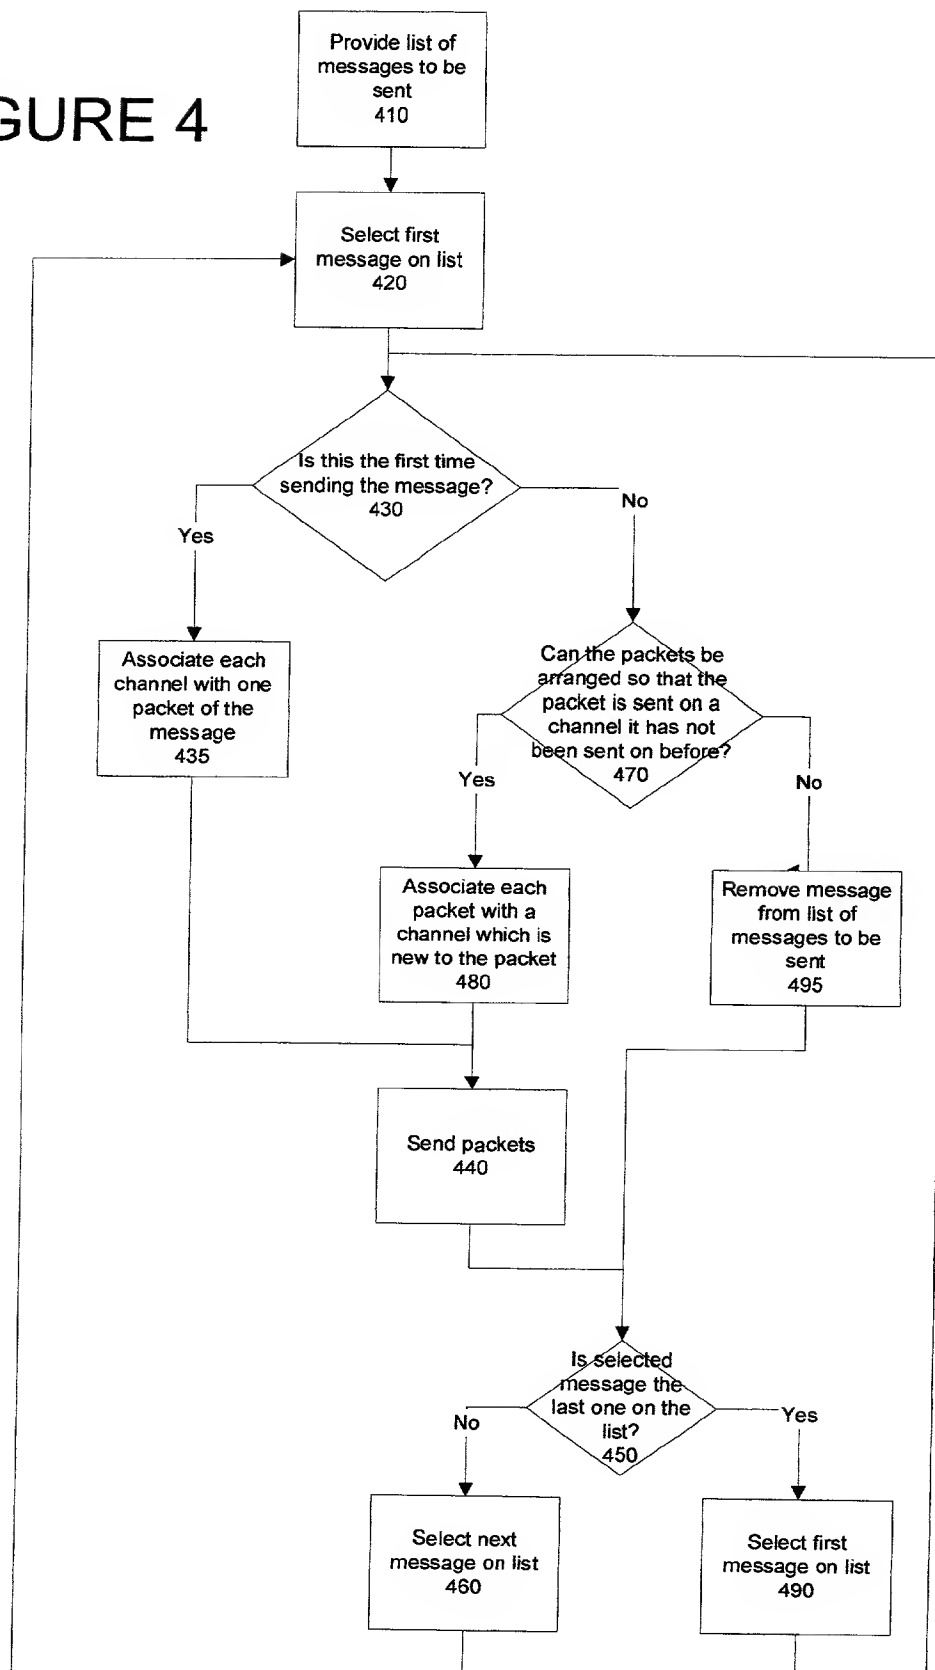 Provide list of
messages to be
sent
410
GURE 4
Select first
message on list
420
Is this the first time
sending the message?
430
No
Yes
Can the packets be
arranged so that the
packet is sent on a
channel it has not
been sent on before?
470
Associate each
channel with one
packet of the
message
435
Yes
No
Associate each
packet with a
channel which is
new to the packet
480
Remove message
from list of
messages to be
sent
495
Send packets
440
Is selected
message the
last one on the
list?
450
No
Yes
Select next
message on list
460
Select first
message on list
490